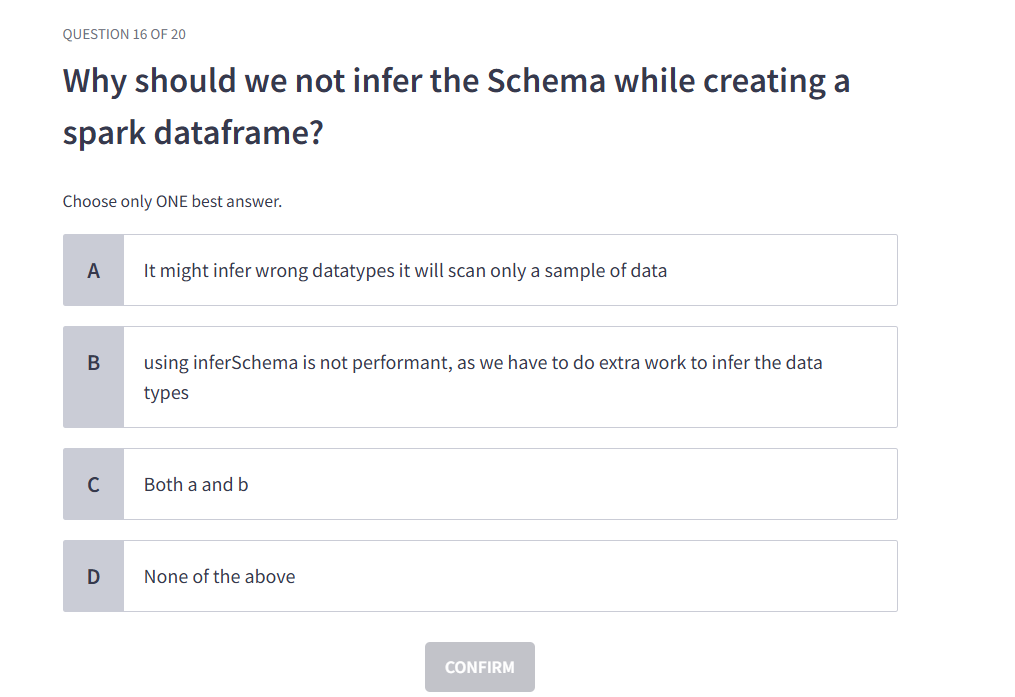 QUESTION 16 OF 20
Why should we not infer the Schema while creating a
spark dataframe?
Choose only ONE best answer.
A
It might infer wrong datatypes it will scan only a sample of data
B
using inferSchema is not performant, as we have to do extra work to infer the data
types
C
Both a and b
D
None of the above
CONFIRM